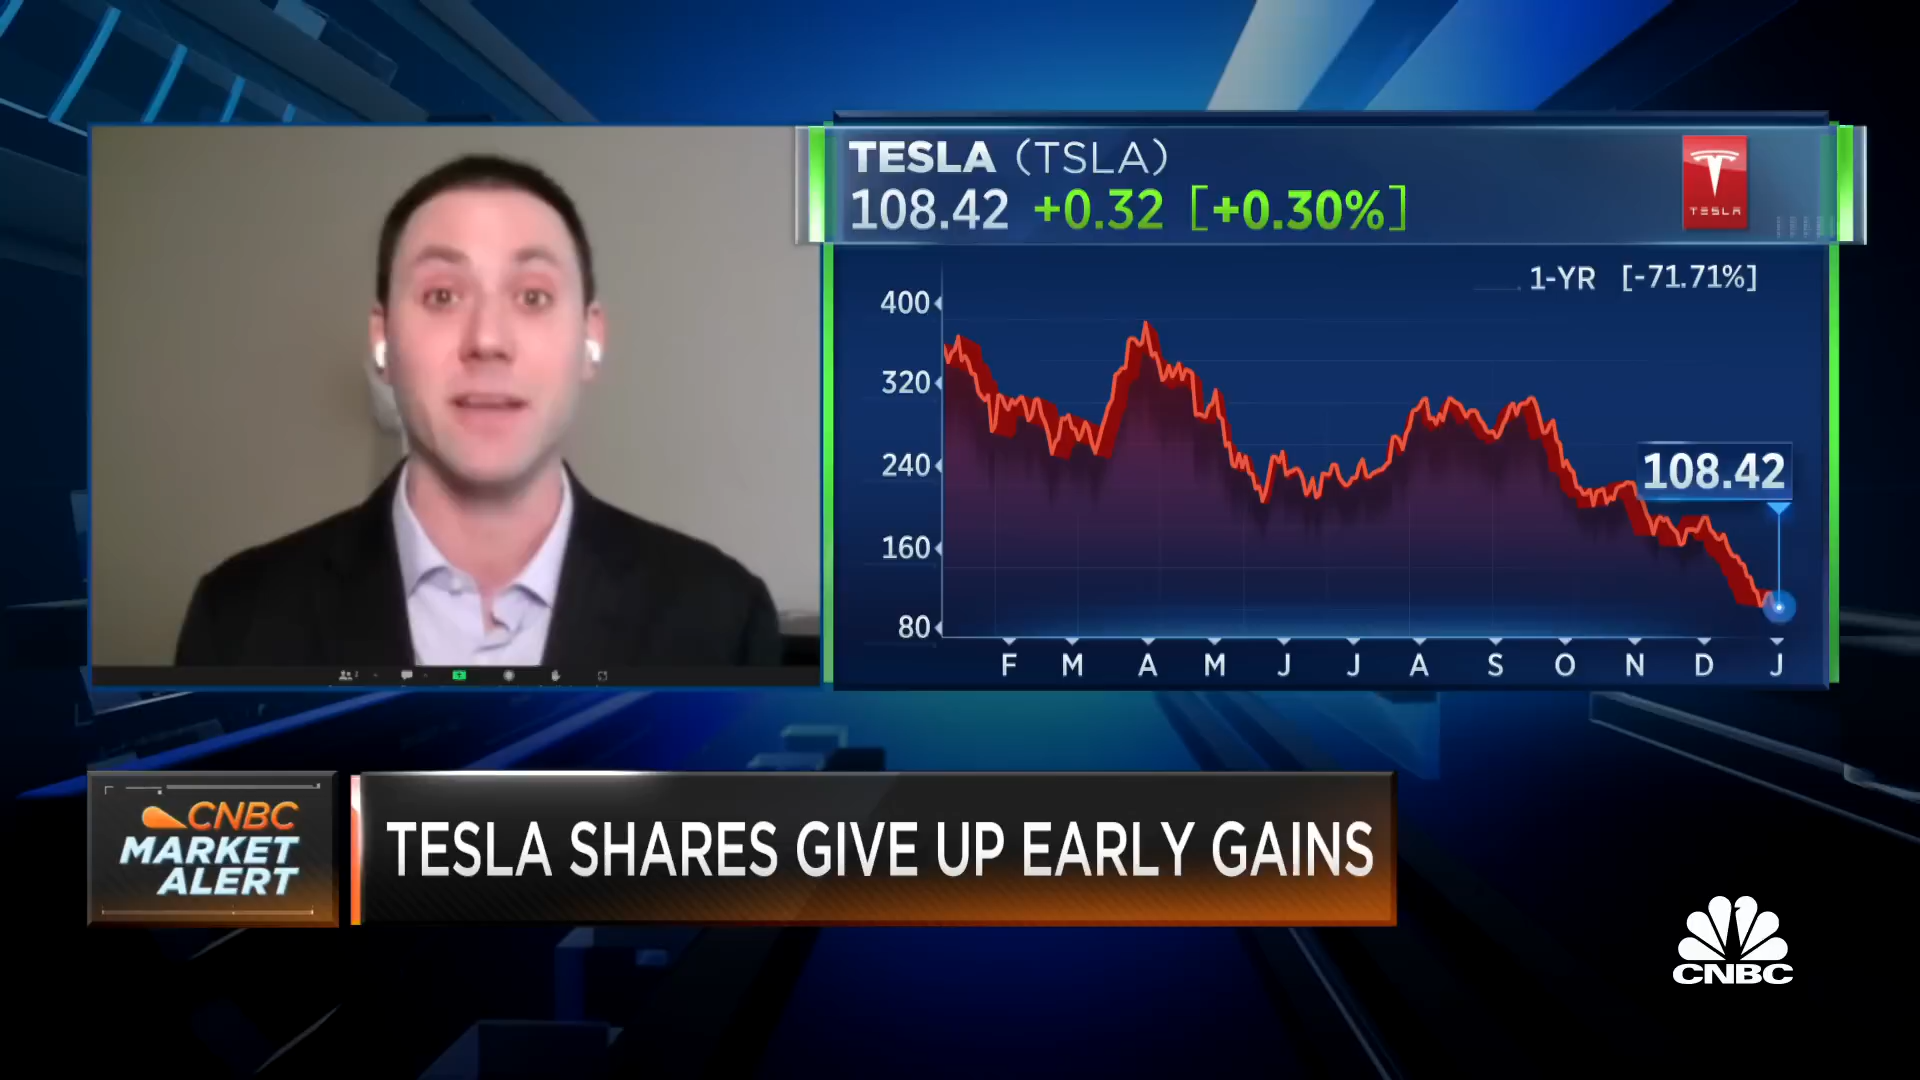 TESLA (TSLA)
108.42 +0.32 [+0.30%]
TESLA
1-YR [-71.71%]
400
320
240
160
80
108.42
F M A M J J A S O N D J
CNBC
MARKET
ALERT
TESLA SHARES GIVE UP EARLY GAINS
CNBC